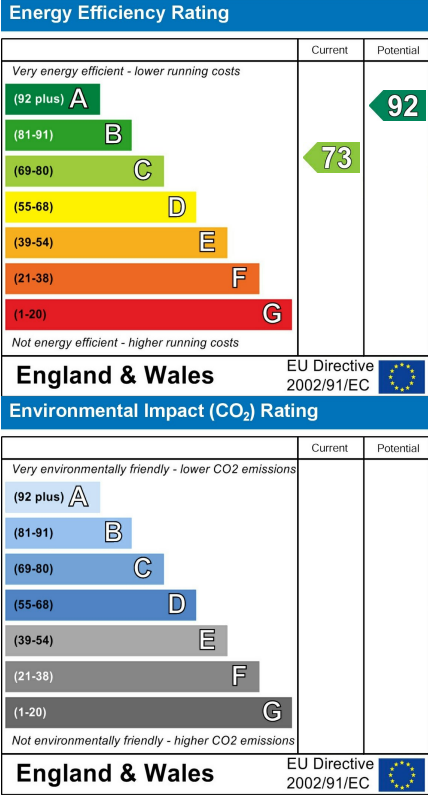 Energy Efficiency Rating
Current Potential
Very energy efficient - lower running costs
(92 plus) A
92
(81-91) B
73
(69-80) C
(55-68) D
(39-54) E
(21-38) F
(1-20) G
Not energy efficient - higher running costs
England & Wales
EU Directive
2002/91/EC
Environmental Impact (CO₂) Rating
Current Potential
Very environmentally friendly - lower CO2 emissions
(92 plus) A
(81-91) B
(69-80) C
(55-68) D
(39-54) E
(21-38) F
(1-20) G
Not environmentally friendly - higher CO2 emissions
England & Wales
EU Directive
2002/91/EC